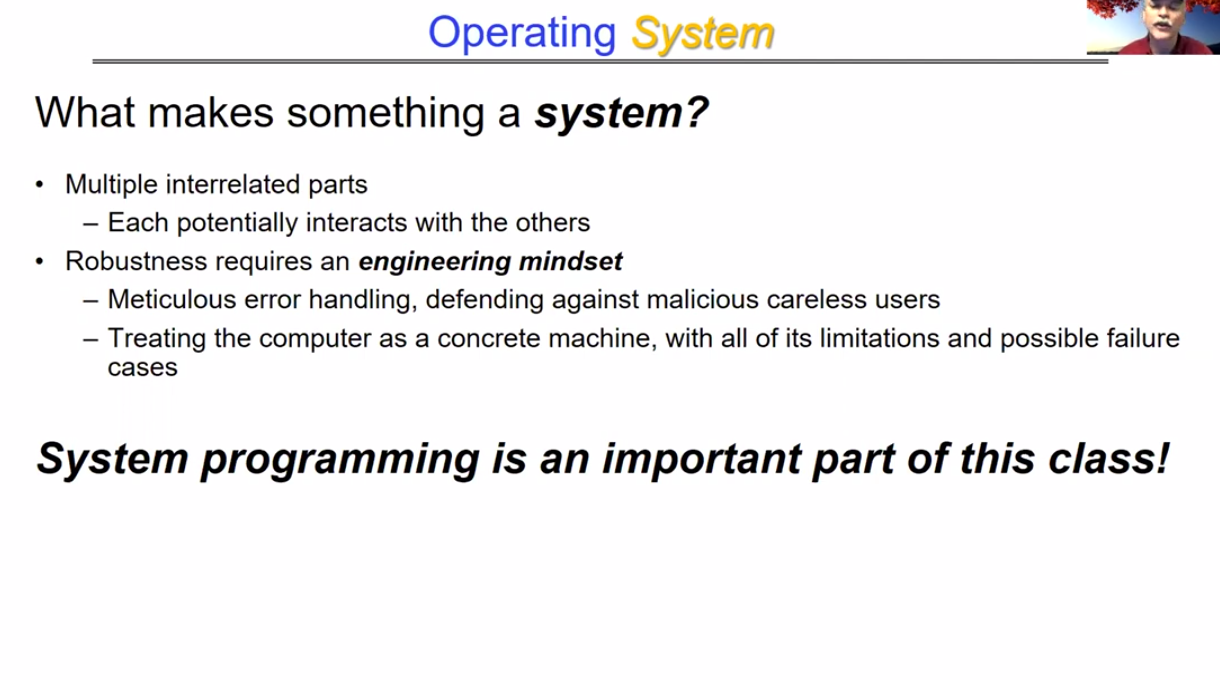 Operating System
What makes something a system?
• Multiple interrelated parts
– Each potentially interacts with the others
• Robustness requires an engineering mindset
– Meticulous error handling, defending against malicious careless users
– Treating the computer as a concrete machine, with all of its limitations and possible failure
cases
System programming is an important part of this class!